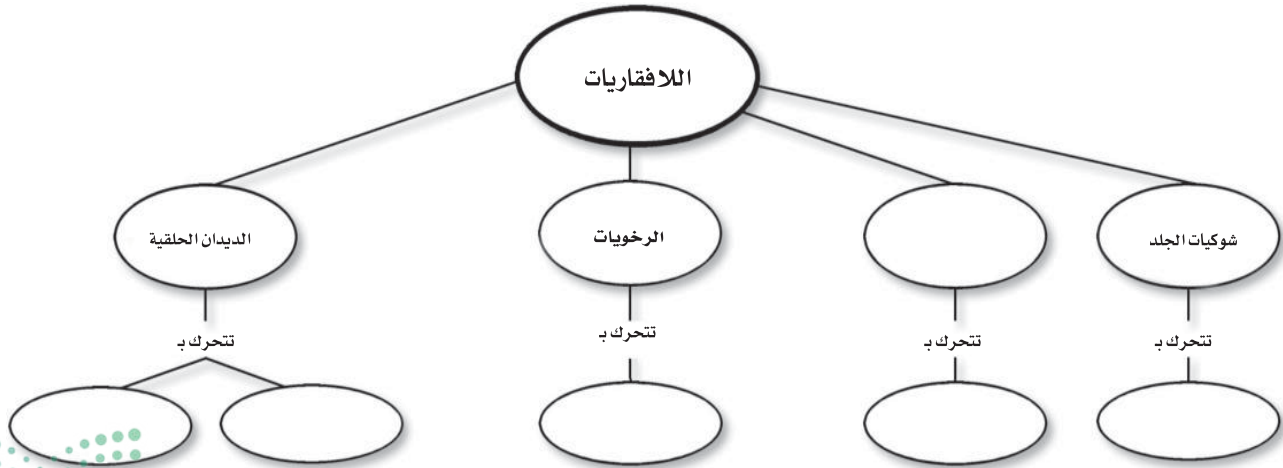 اللافقاريات
شوكيات الجلد
الرخويات
الديدان الحلقية
تتحرك بـ
تتحرك بـ
تتحرك بـ
تتحرك بـ